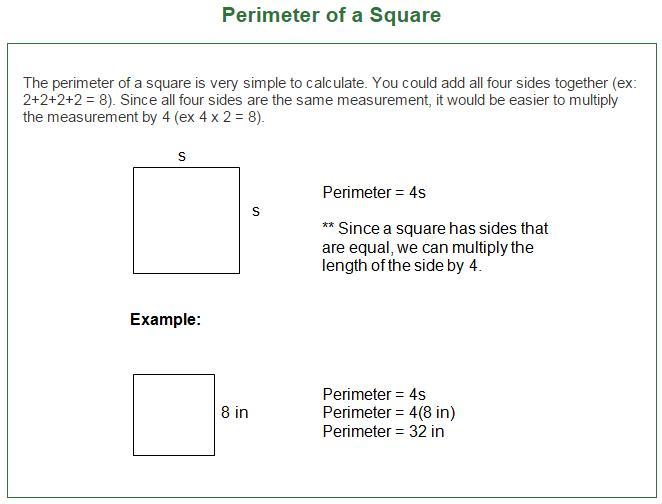 Perimeter of a Square
The perimeter of a square is very simple to calculate. You could add all four sides together (ex:
2+2+2+2 = 8). Since all four sides are the same measurement, it would be easier to multiply
the measurement by 4 (ex 4 x 2 = 8).
s
s
Perimeter = 4s
** Since a square has sides that
are equal, we can multiply the
length of the side by 4.
Example:
8 in
Perimeter = 4s
Perimeter = 4(8 in)
Perimeter = 32 in